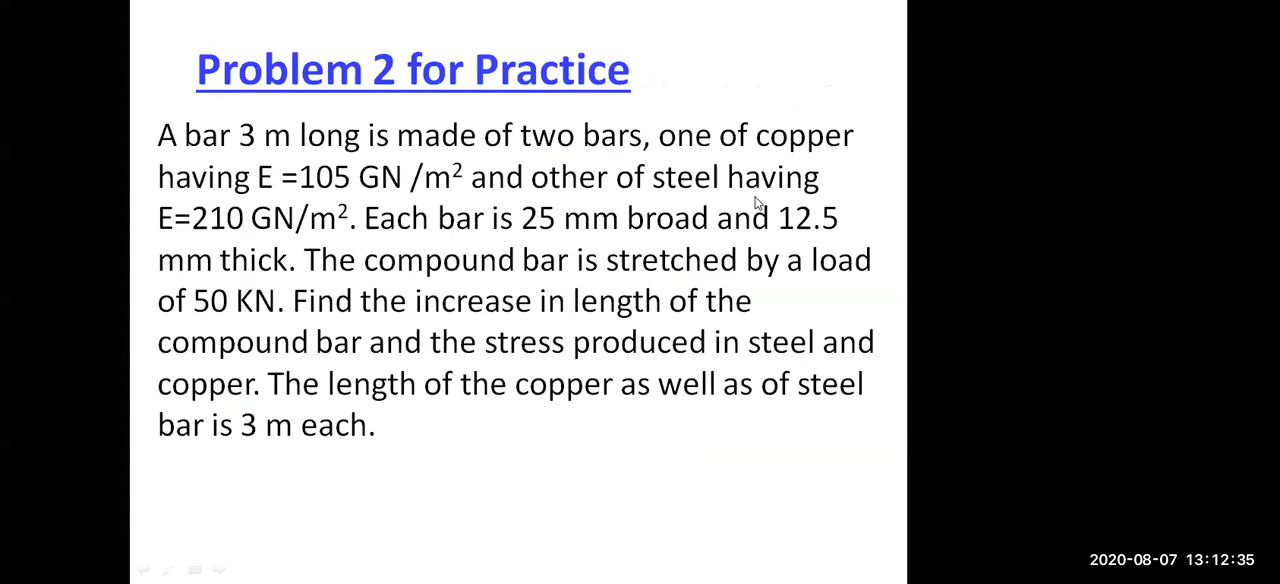 Problem 2 for Practice
A bar 3 m long is made of two bars, one of copper
having E =105 GN /m² and other of steel having
E=210 GN/m². Each bar is 25 mm broad and 12.5
mm thick. The compound bar is stretched by a load
of 50 KN. Find the increase in length of the
compound bar and the stress produced in steel and
copper. The length of the copper as well as of steel
bar is 3 m each.
2020-08-07 13:12:35